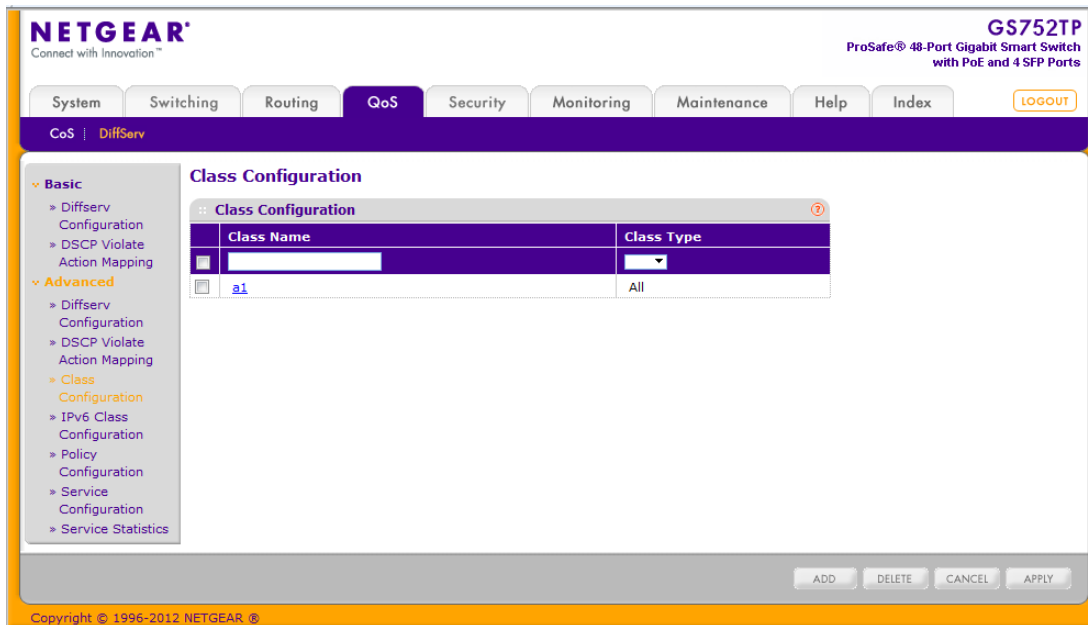 NETGEAR®
Connect with Innovation™
GS752TP
ProSafe® 48-Port Gigabit Smart Switch
with PoE and 4 SFP Ports
System
Switching
Routing
QoS
Security
Monitoring
Maintenance
Help
Index
LOGOUT
CoS
DiffServ
Basic
» Diffserv
Configuration
» DSCP Violate
Action Mapping
Advanced
» Diffserv
Configuration
» DSCP Violate
Action Mapping
» Class
Configuration
» IPv6 Class
Configuration
» Policy
Configuration
» Service
Configuration
» Service Statistics
Class Configuration
Class Configuration
?
Class Name
Class Type
a1
All
ADD
DELETE
CANCEL
APPLY
Copyright © 1996-2012 NETGEAR ®